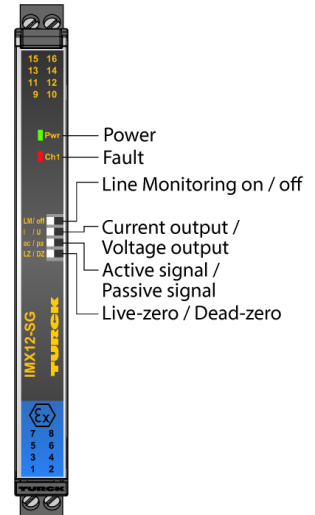 15 16
13 14
11 12
9 10
Pwr
Power
Ch1
Fault
Line Monitoring on / off
LM/ off
I / U
Current output /
Voltage output
ac / pa
Active signal /
Passive signal
LZ / DZ
Live-zero / Dead-zero
IMX12-SG
TURCK
Ex
7 8
5 6
3 4
1 2
TURCK